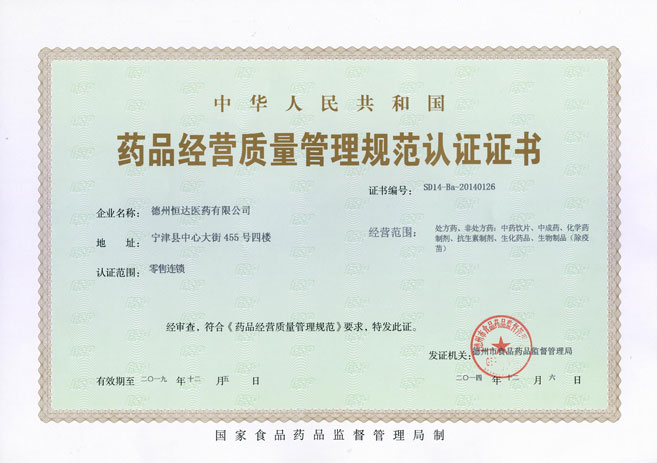 中华人民共和国
药品经营质量管理规范认证证书
证书编号: SD14-Ba-20140126
企业名称: 德州恒达医药有限公司
地 址: 宁津县中心大街 455 号四楼
认证范围: 零售连锁
经营范围: 处方药、非处方药: 中药饮片、中成药、化学药
制剂、抗生素制剂、生化药品、生物制品(除疫
苗)
经审查, 符合《药品经营质量管理规范》要求, 特发此证。
发证机关: 德州市食品药品监督管理局
有效期至 二〇一九 年 十二 月 五 日
二〇一四 年 十二 月 六 日
国家食品药品监督管理局制